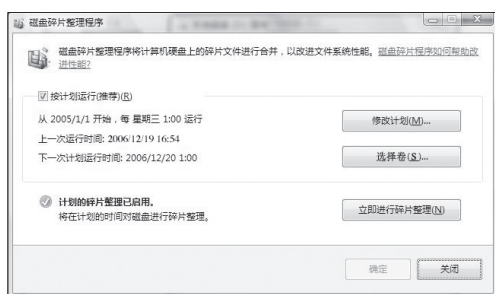 磁盘碎片整理程序
磁盘碎片整理程序将计算机硬盘上的碎片文件进行合并，以改进文件系统性能。磁盘碎片程序如何帮助改
进性能?
按计划运行(推荐)(R)
从 2005/1/1 开始，每 星期三 1:00 运行
修改计划(M)...
上一次运行时间: 2006/12/19 16:54
下一次计划运行时间: 2006/12/20 1:00
选择卷(S)...
计划的碎片整理已启用。
将在计划的时间对磁盘进行碎片整理。
立即进行碎片整理(N)
确定
关闭